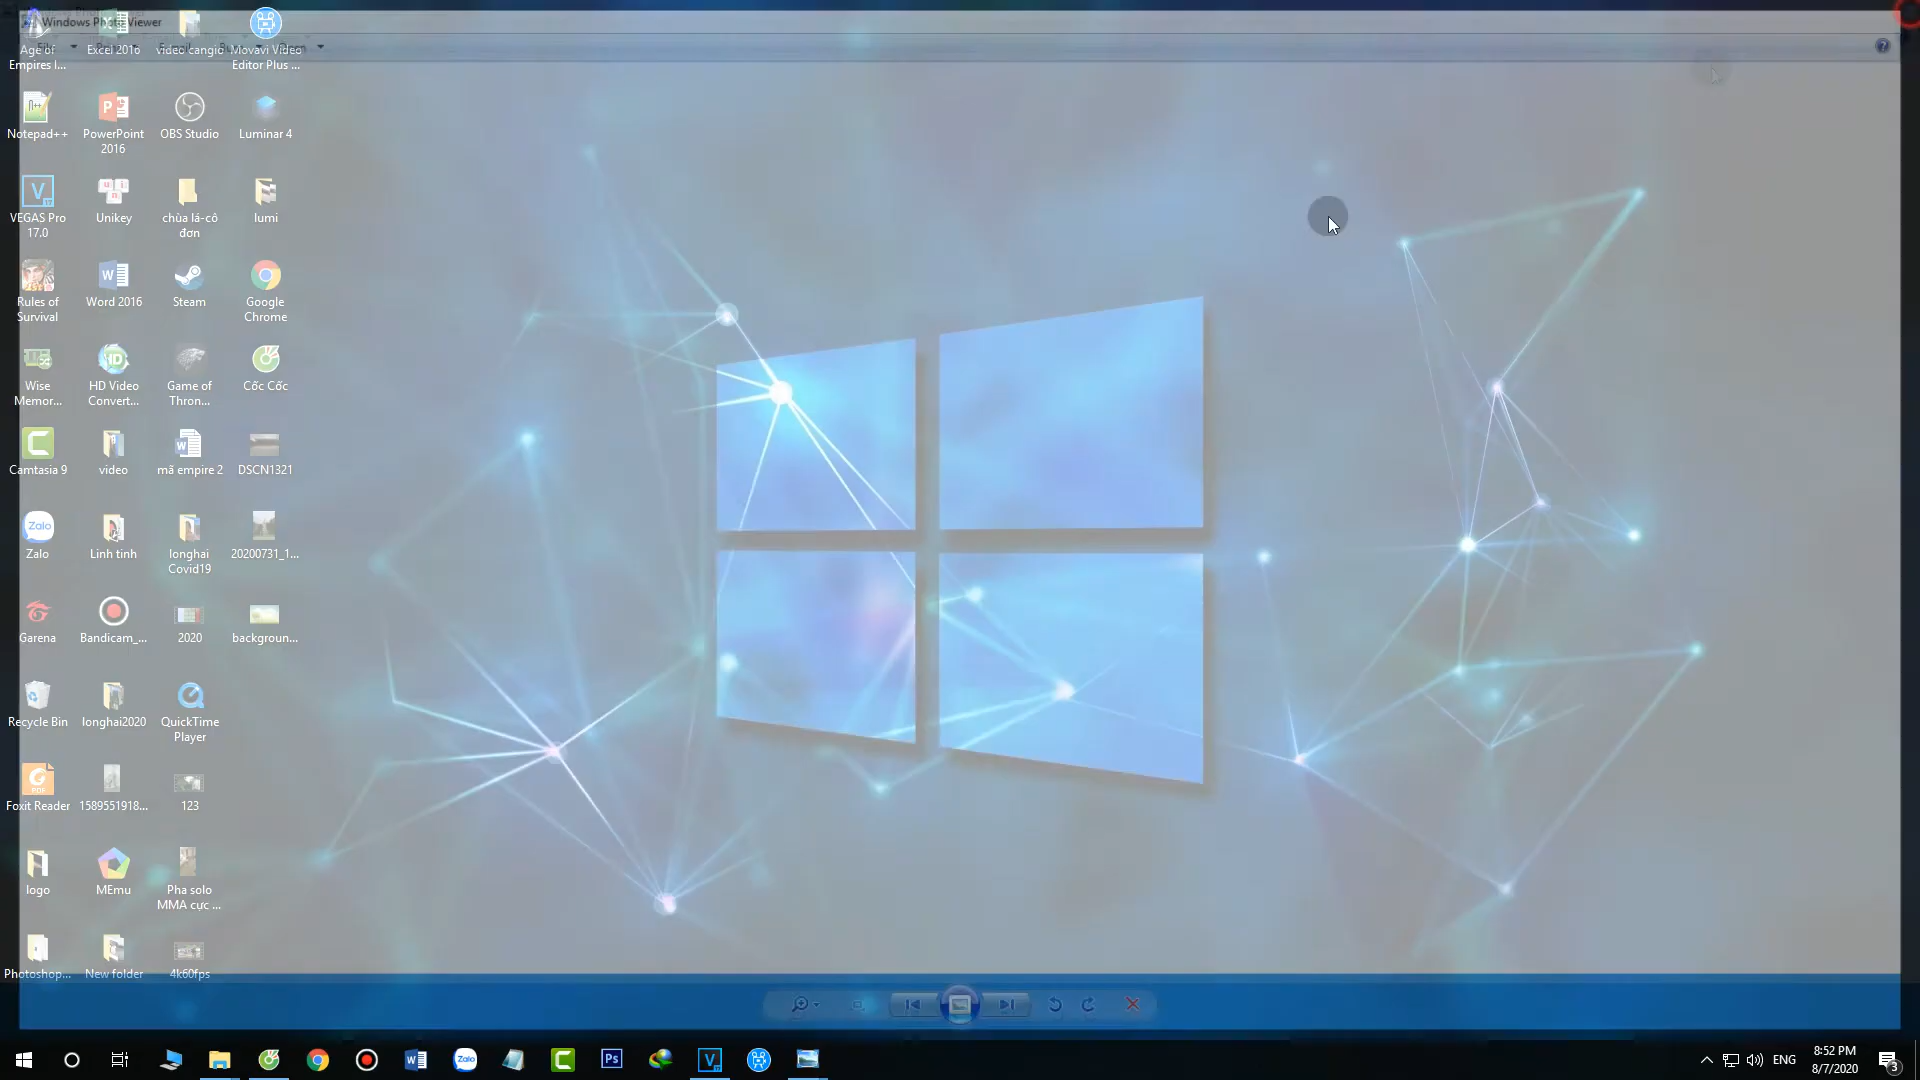 Windows Photo Viewer
Age of
Empires I...
Excel 2016
video cangio
Movavi Video
Editor Plus ...
Notepad++
PowerPoint
2016
OBS Studio
Luminar 4
VEGAS Pro
17.0
Unikey
chùa lá-cô
đơn
lumi
Rules of
Survival
Word 2016
Steam
Google
Chrome
Wise
Memor...
HD Video
Convert...
Game of
Thron...
Cốc Cốc
Camtasia 9
video
mã empire 2
DSCN1321
Zalo
Zalo
Linh tinh
longhai
Covid19
20200731_1...
Garena
Bandicam_...
2020
backgroun...
Recycle Bin
longhai2020
QuickTime
Player
Foxit Reader
1589551918...
123
logo
MEmu
Pha solo
MMA cực ...
Photoshop...
New folder
4k60fps
Zalo
Ps
ENG
8:52 PM
8/7/2020
3